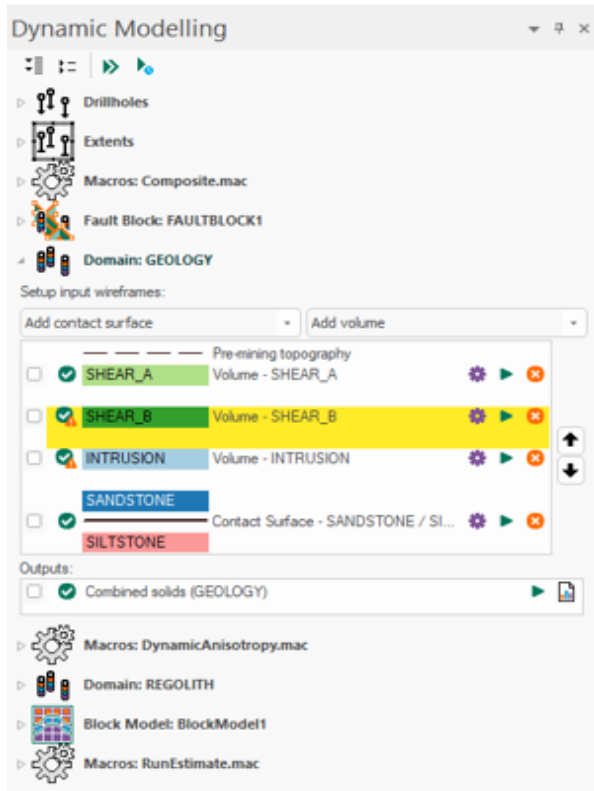 Dynamic Modelling
Drillholes
Extents
Macros: Composite.mac
Fault Block: FAULTBLOCK1
Domain: GEOLOGY
Setup input wireframes:
Add contact surface Add volume
Pre-mining topography
SHEAR_A Volume - SHEAR_A
SHEAR_B Volume - SHEAR_B
INTRUSION Volume - INTRUSION
SANDSTONE
Contact Surface - SANDSTONE / SI...
SILTSTONE
Outputs:
Combined solids (GEOLOGY)
Macros: DynamicAnisotropy.mac
Domain: REGOLITH
Block Model: BlockModel1
Macros: RunEstimate.mac